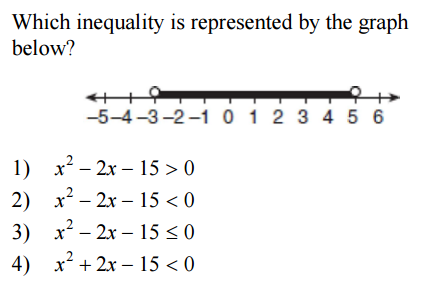 Which inequality is represented by the graph
below?
–5–4–3–2–1 0 1 2 3 4 5 6
1) x² – 2x – 15 > 0
2) x² – 2x – 15 < 0
3) x² – 2x – 15 ≤ 0
4) x² + 2x – 15 < 0